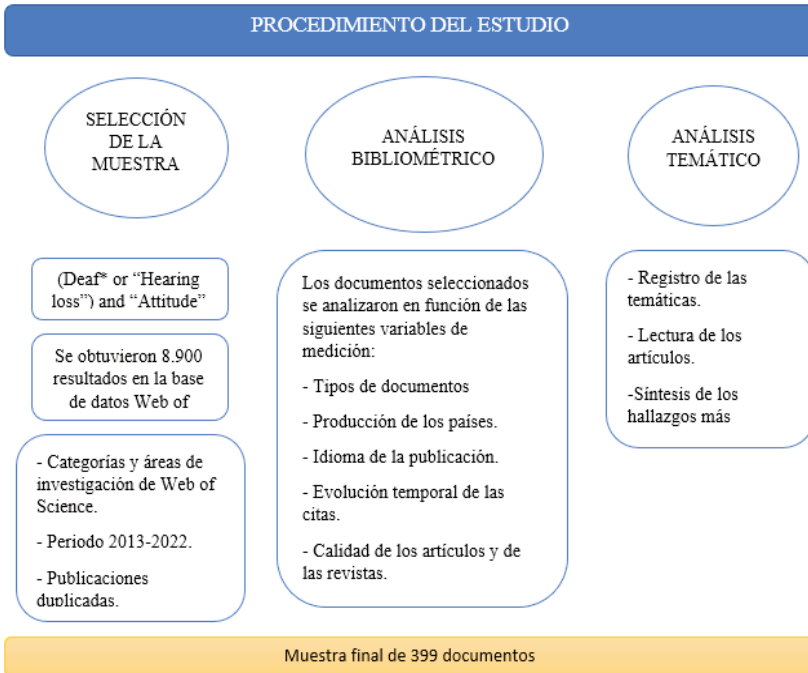 PROCEDIMIENTO DEL ESTUDIO
SELECCIÓN
DE LA
MUESTRA
(Deaf* or “Hearing
loss”) and “Attitude”
Se obtuvieron 8.900
resultados en la base
de datos Web of
- Categorías y áreas de
investigación de Web of
Science.
- Periodo 2013-2022.
- Publicaciones
duplicadas.
ANÁLISIS
BIBLIOMÉTRICO
Los documentos seleccionados
se analizaron en función de las
siguientes variables de
medición:
- Tipos de documentos
- Producción de los países.
- Idioma de la publicación.
- Evolución temporal de las
citas.
- Calidad de los artículos y de
las revistas.
ANÁLISIS
TEMÁTICO
- Registro de las
temáticas.
- Lectura de los
artículos.
-Síntesis de los
hallazgos más
Muestra final de 399 documentos